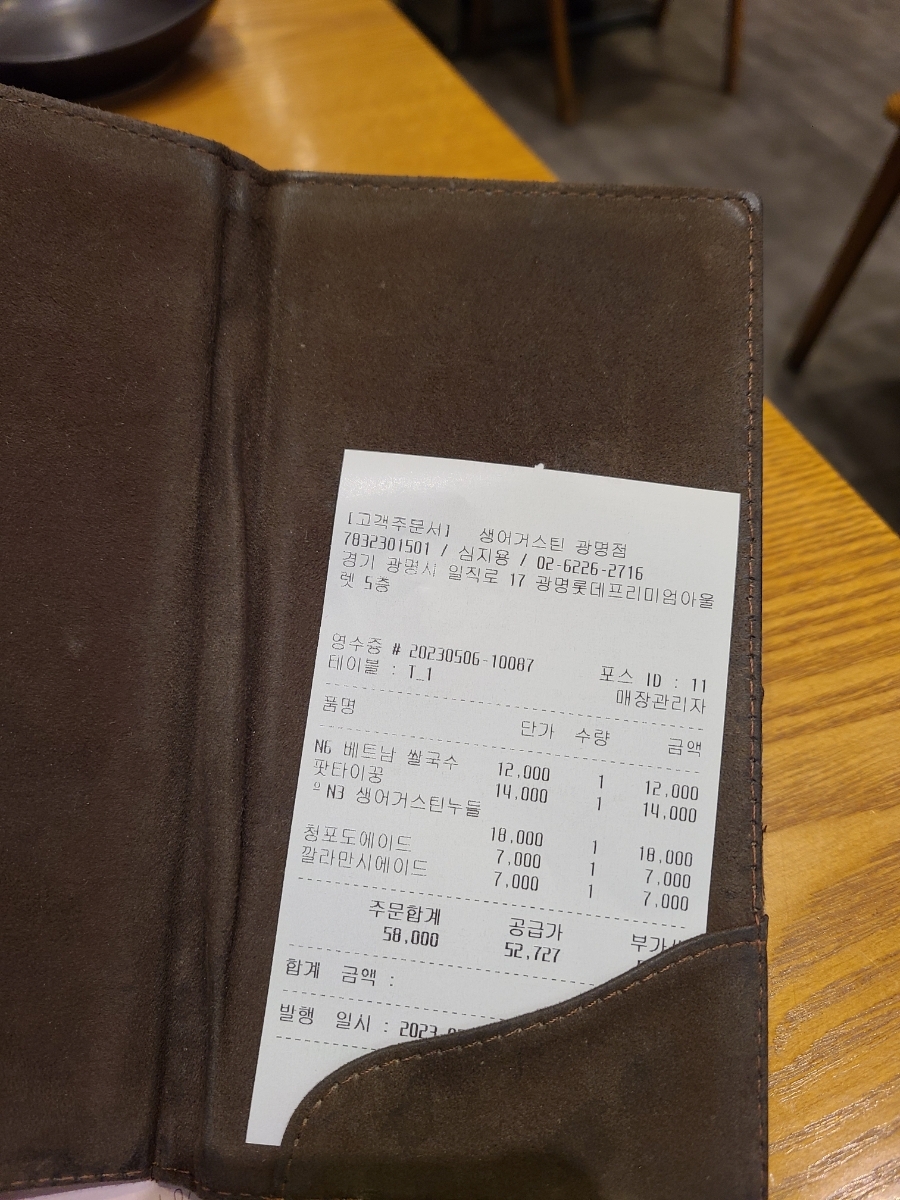 [고객주문서] 생어거스틴 광명점
7832301501 / 심지용 / 02-6226-2716
경기 광명시 일직로 17 광명롯데프리미엄아울
렛 5층
영수증 # 20230506-10087 포스 ID : 11
테이블 : T_1 매장관리자
품명 단가 수량 금액
N6 베트남 쌀국수 12,000 1 12,000
팟타이꿍 14,000 1 14,000
º N3 생어거스틴누들
18,000 1 18,000
청포도에이드 7,000 1 7,000
깔라만시에이드 7,000 1 7,000
주문합계 공급가
58,000 52,727
합계 금액 :
발행 일시 : 2023